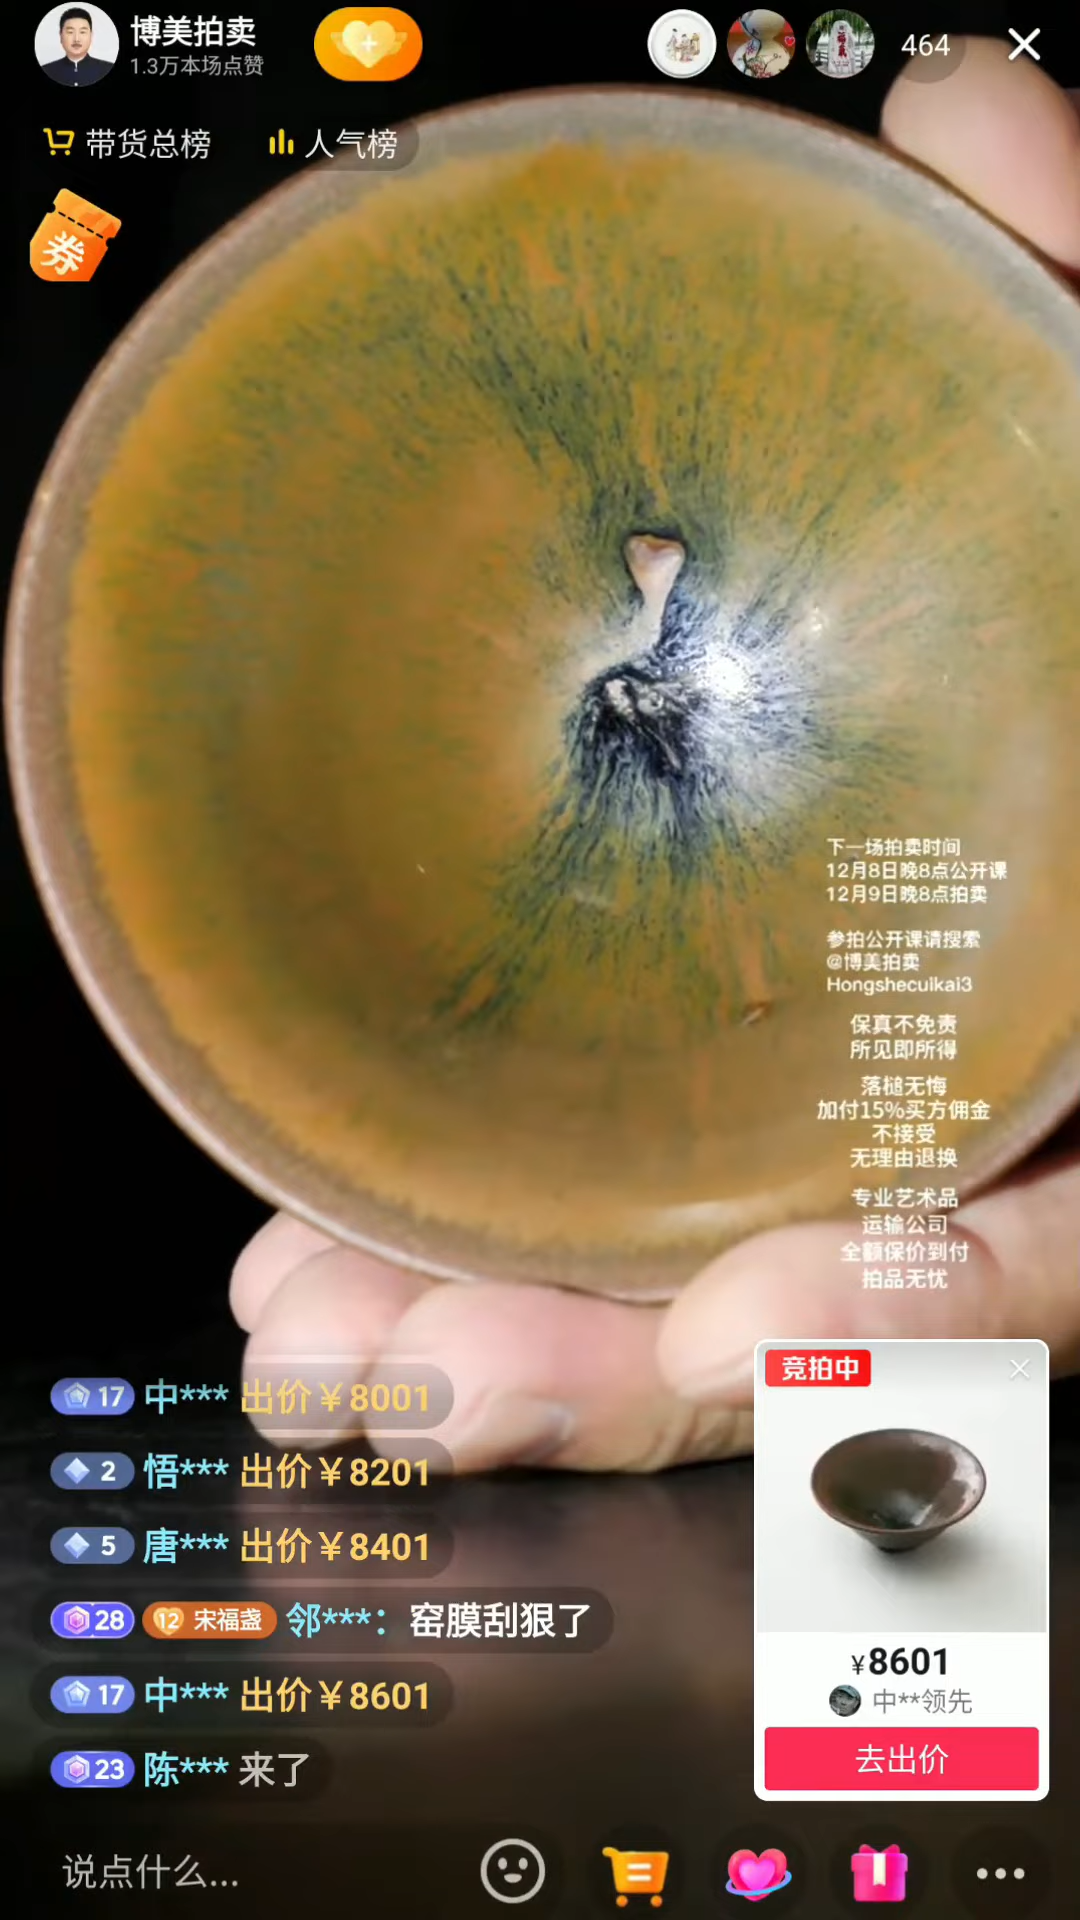 博美拍卖
1.3万本场点赞
464
带货总榜
人气榜
券
下一场拍卖时间
12月8日晚8点公开课
12月9日晚8点拍卖
参拍公开课请搜索
@博美拍卖
Hongshecuikai3
保真不免责
所见即所得
落槌无悔
加付15%买方佣金
不接受
无理由退换
专业艺术品
运输公司
全额保价到付
拍品无忧
17 中*** 出价￥8001
2 悟*** 出价￥8201
5 唐*** 出价￥8401
28 12 宋福盏 邻***：窑膜刮狠了
17 中*** 出价￥8601
23 陈*** 来了
竞拍中
¥8601
中**领先
去出价
说点什么...